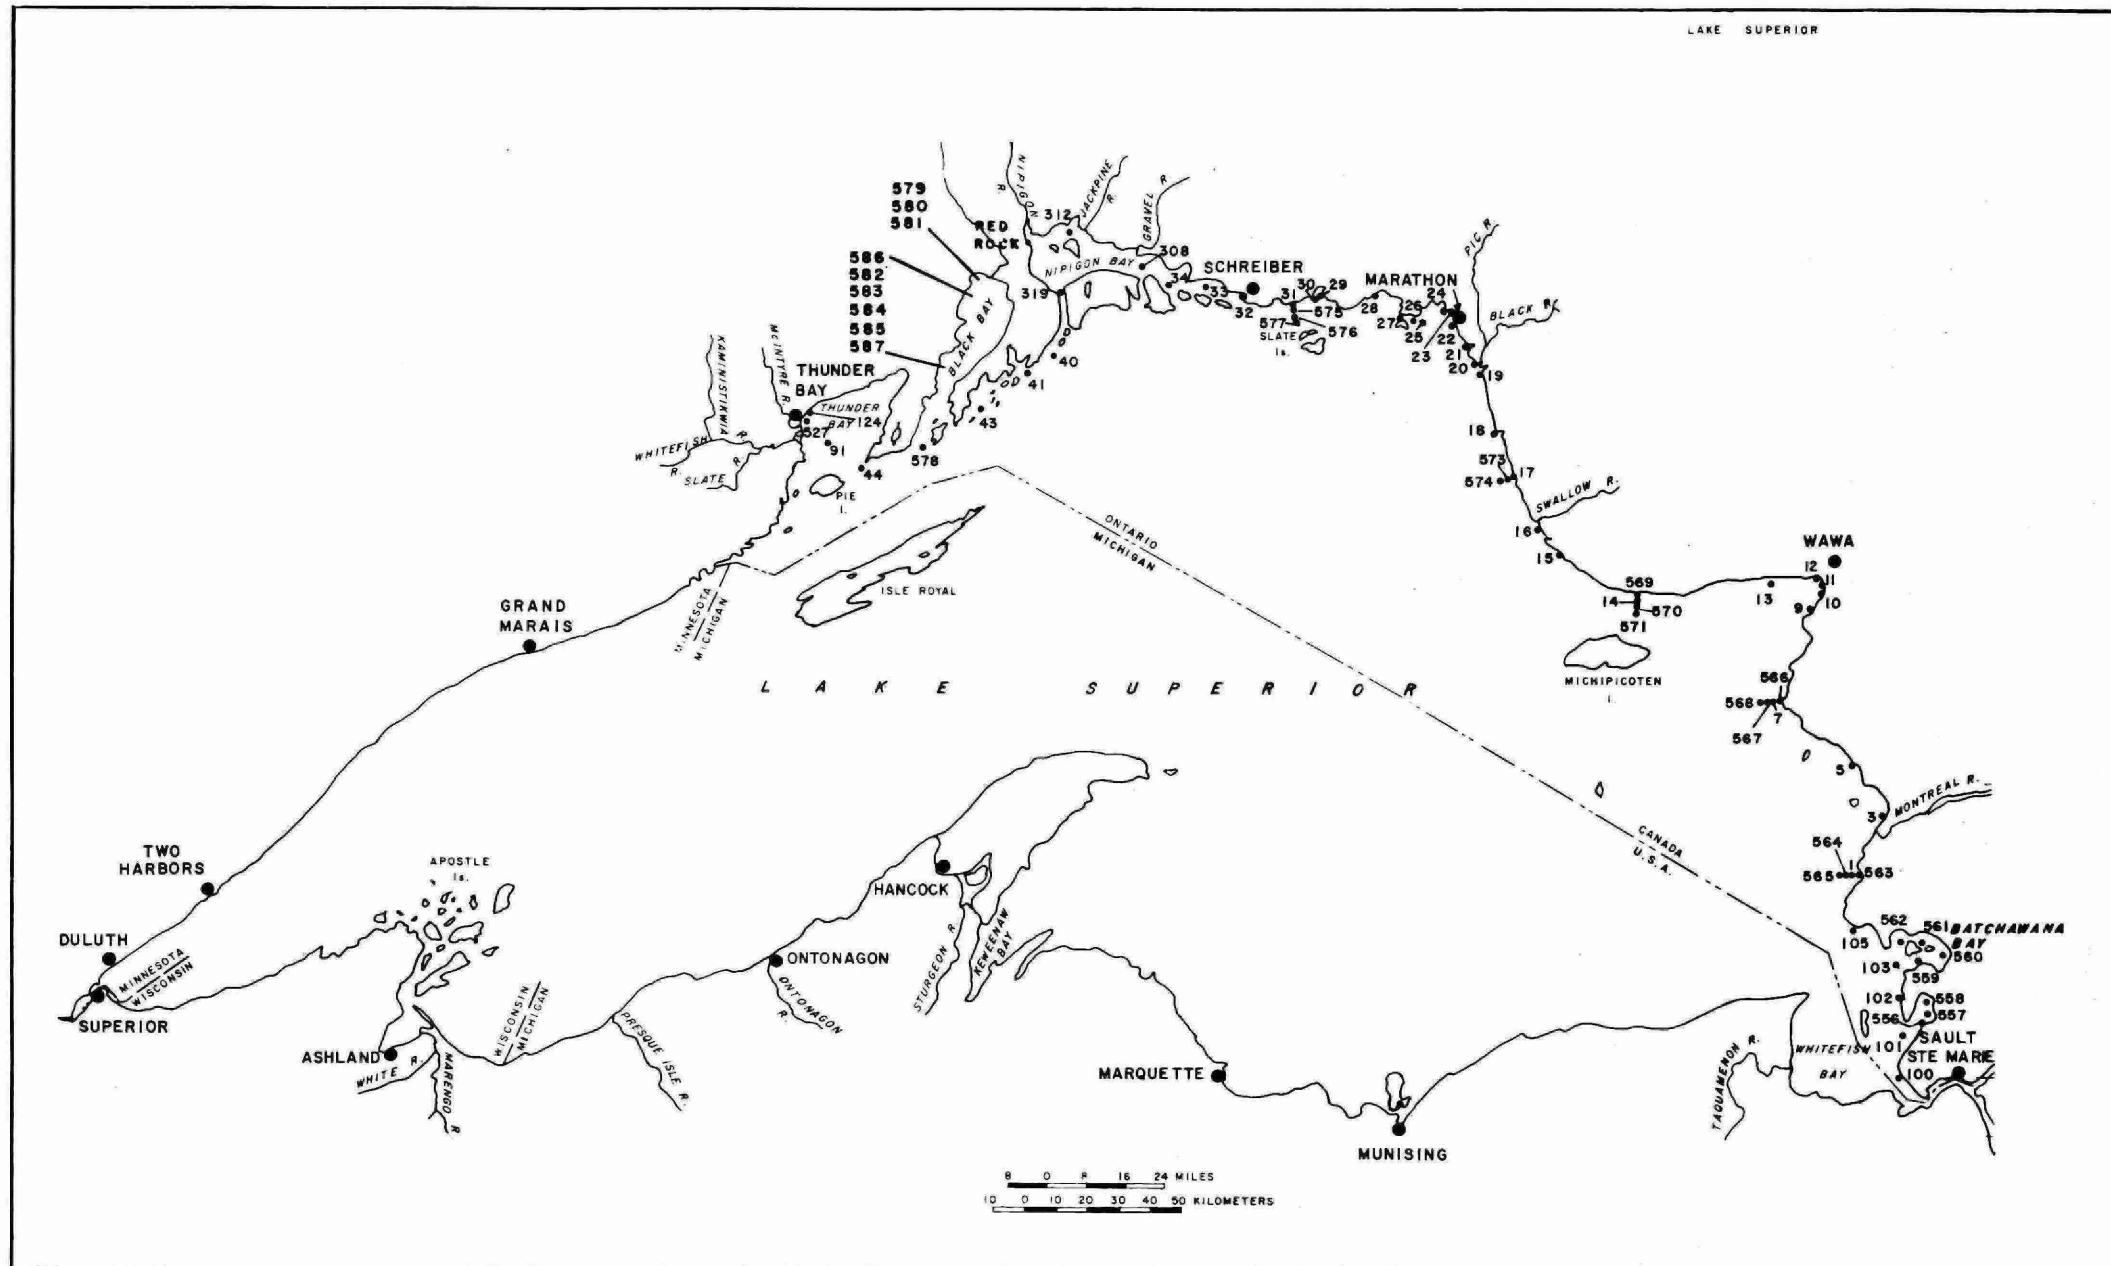 LAKE SUPERIOR
579
580
581
RED
ROCK
NIPIGON
R.
312
JACKPINE
R.
GRAVEL R
308
NIPIGON BAY
319
586
582
583
584
585
587
BLACK BAY
SCHREIBER
34
33
32
31
30
29
575
577
576
SLATE
Is.
28
MARATHON
24
26
27
25
23
22
21
20
19
PIC R.
BLACK R.
40
41
43
KAMINISTIKWIA
R.
McINTYRE R.
THUNDER
BAY
THUNDER
BAY
124
527
91
44
578
WHITEFISH
R.
SLATE R.
PIE
I.
18
573
17
574
SWALLOW R.
16
15
ONTARIO
MICHIGAN
WAWA
12
11
13
10
9
569
14
570
571
MICHIPICOTEN
I.
ISLE ROYAL
MINNESOTA
MICHIGAN
GRAND
MARAIS
LAKE SUPERIOR
566
568
7
567
5
MONTREAL R.
3
CANADA
U.S.A.
564
565
1
563
TWO
HARBORS
APOSTLE
Is.
HANCOCK
STURGEON R.
KEWEENAW
BAY
DULUTH
MINNESOTA
WISCONSIN
SUPERIOR
ONTONAGON
ONTONAGON
R.
562
561
BATCHAWANA
BAY
105
560
103
559
102
558
556
557
101
SAULT
STE MARIE
100
ASHLAND
WHITE R.
MARENGO
R.
WISCONSIN
MICHIGAN
PRESQUE ISLE R.
MARQUETTE
MUNISING
TAQUAMENON R.
WHITEFISH
BAY
8 0 8 16 24 MILES
10 0 10 20 30 40 50 KILOMETERS